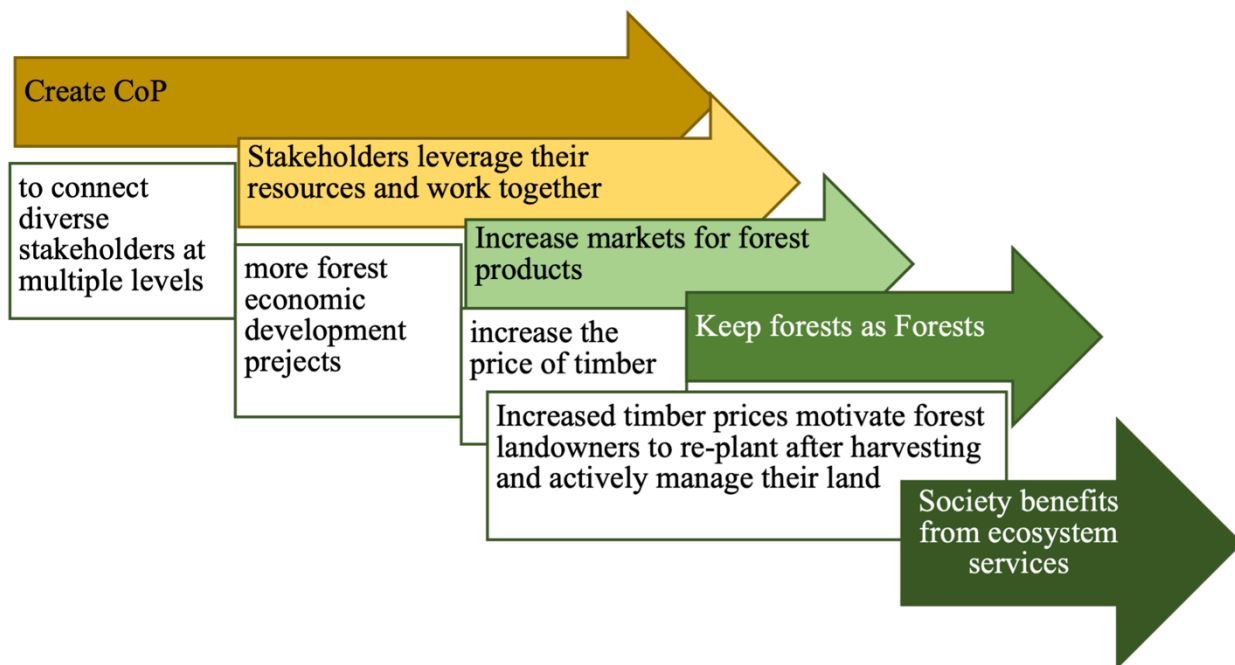 Create CoP
to connect
diverse
stakeholders at
multiple levels
Stakeholders leverage their
resources and work together
more forest
economic
development
prejects
Increase markets for forest
products
increase the
price of timber
Keep forests as Forests
Increased timber prices motivate forest
landowners to re-plant after harvesting
and actively manage their land
Society benefits
from ecosystem
services